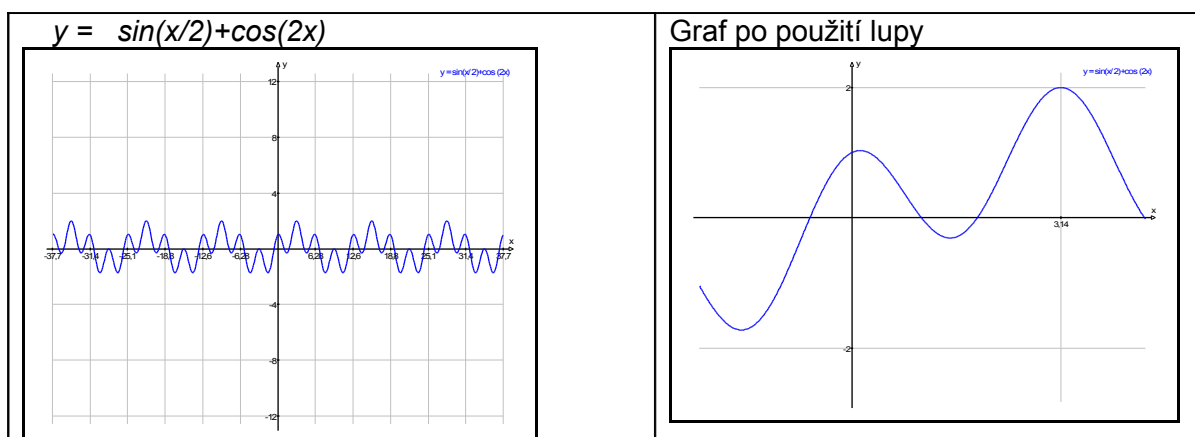 y = sin(x/2)+cos(2x)
y
y=sin(x/2)+cos (2x)
12
8
4
x
-37,7 -31,4 -25,1 -18,8 -12,6 -6,28 6,28 12,6 18,8 25,1 31,4 37,7
-4
-8
-12
Graf po použití lupy
y
y=sin(x/2)+cos (2x)
2
x
3,14
-2